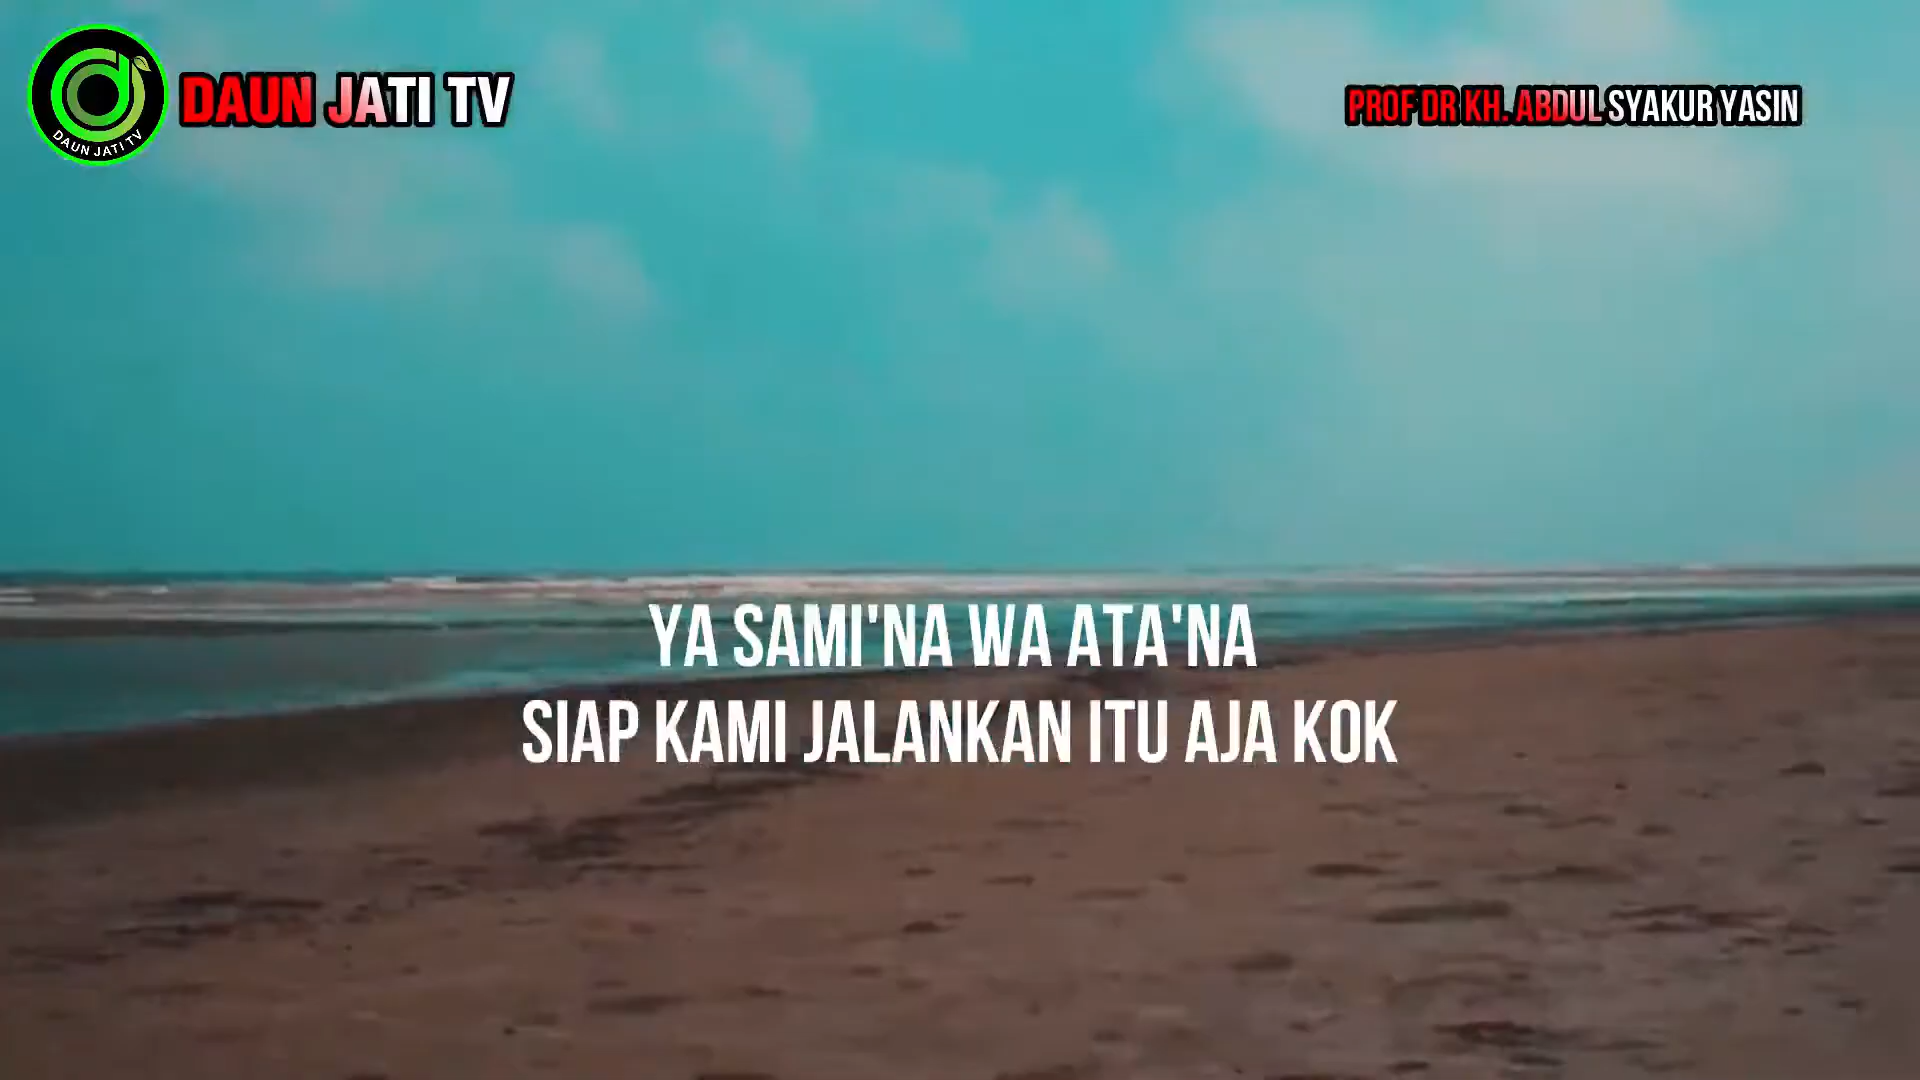 DAUN JATI TV
DAUN JATI TV
PROF DR KH. ABDUL SYAKUR YASIN
YA SAMI'NA WA ATA'NA
SIAP KAMI JALANKAN ITU AJA KOK